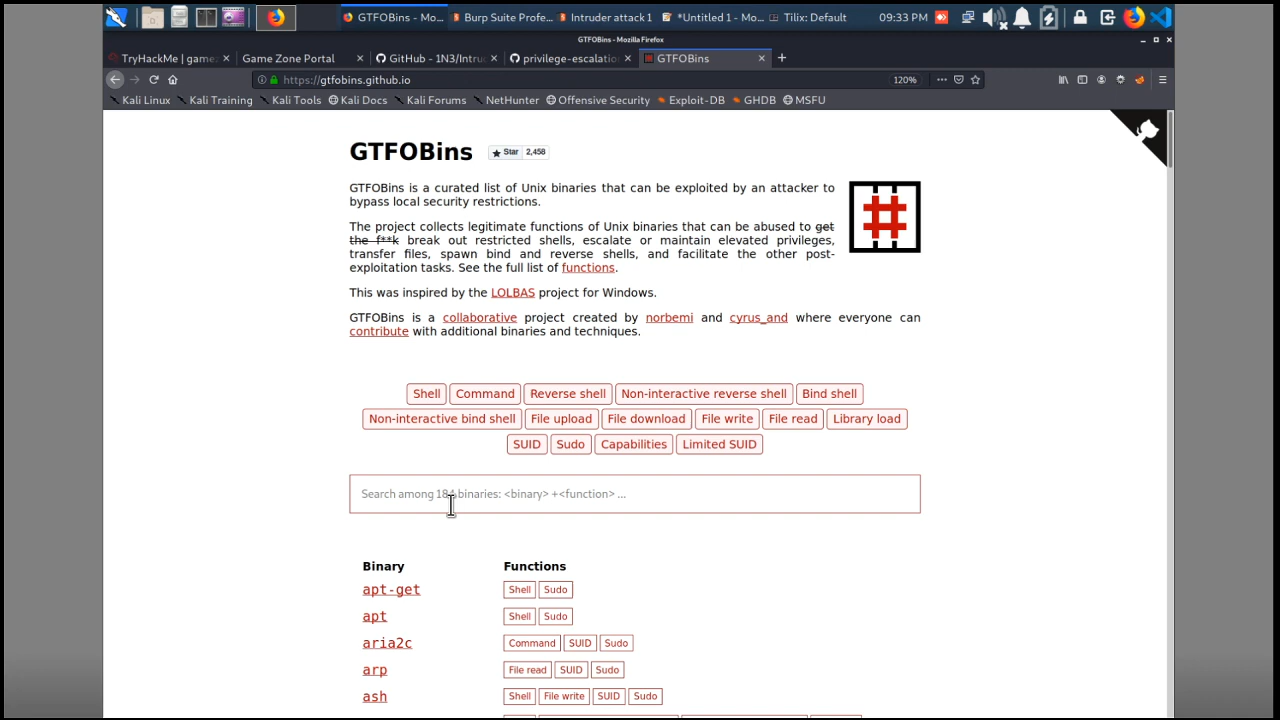 GTFOBins - Mo...
Burp Suite Profe...
Intruder attack 1
*Untitled 1 - Mo...
Tilix: Default
09:33 PM
GTFOBins - Mozilla Firefox
TryHackMe | game
Game Zone Portal
GitHub - 1N3/Intru
privilege-escalatio
GTFOBins
https://gtfobins.github.io
120%
Kali Linux
Kali Training
Kali Tools
Kali Docs
Kali Forums
NetHunter
Offensive Security
Exploit-DB
GHDB
MSFU
GTFOBins
Star 2,458
GTFOBins is a curated list of Unix binaries that can be exploited by an attacker to
bypass local security restrictions.
The project collects legitimate functions of Unix binaries that can be abused to get
the f**k break out restricted shells, escalate or maintain elevated privileges,
transfer files, spawn bind and reverse shells, and facilitate the other post-
exploitation tasks. See the full list of functions.
This was inspired by the LOLBAS project for Windows.
GTFOBins is a collaborative project created by norbemi and cyrus_and where everyone can
contribute with additional binaries and techniques.
Shell Command Reverse shell Non-interactive reverse shell Bind shell
Non-interactive bind shell File upload File download File write File read Library load
SUID Sudo Capabilities Limited SUID
Search among binaries: <binary> +<function> ...
Binary Functions
apt-get Shell Sudo
apt Shell Sudo
aria2c Command SUID Sudo
arp File read SUID Sudo
ash Shell File write SUID Sudo